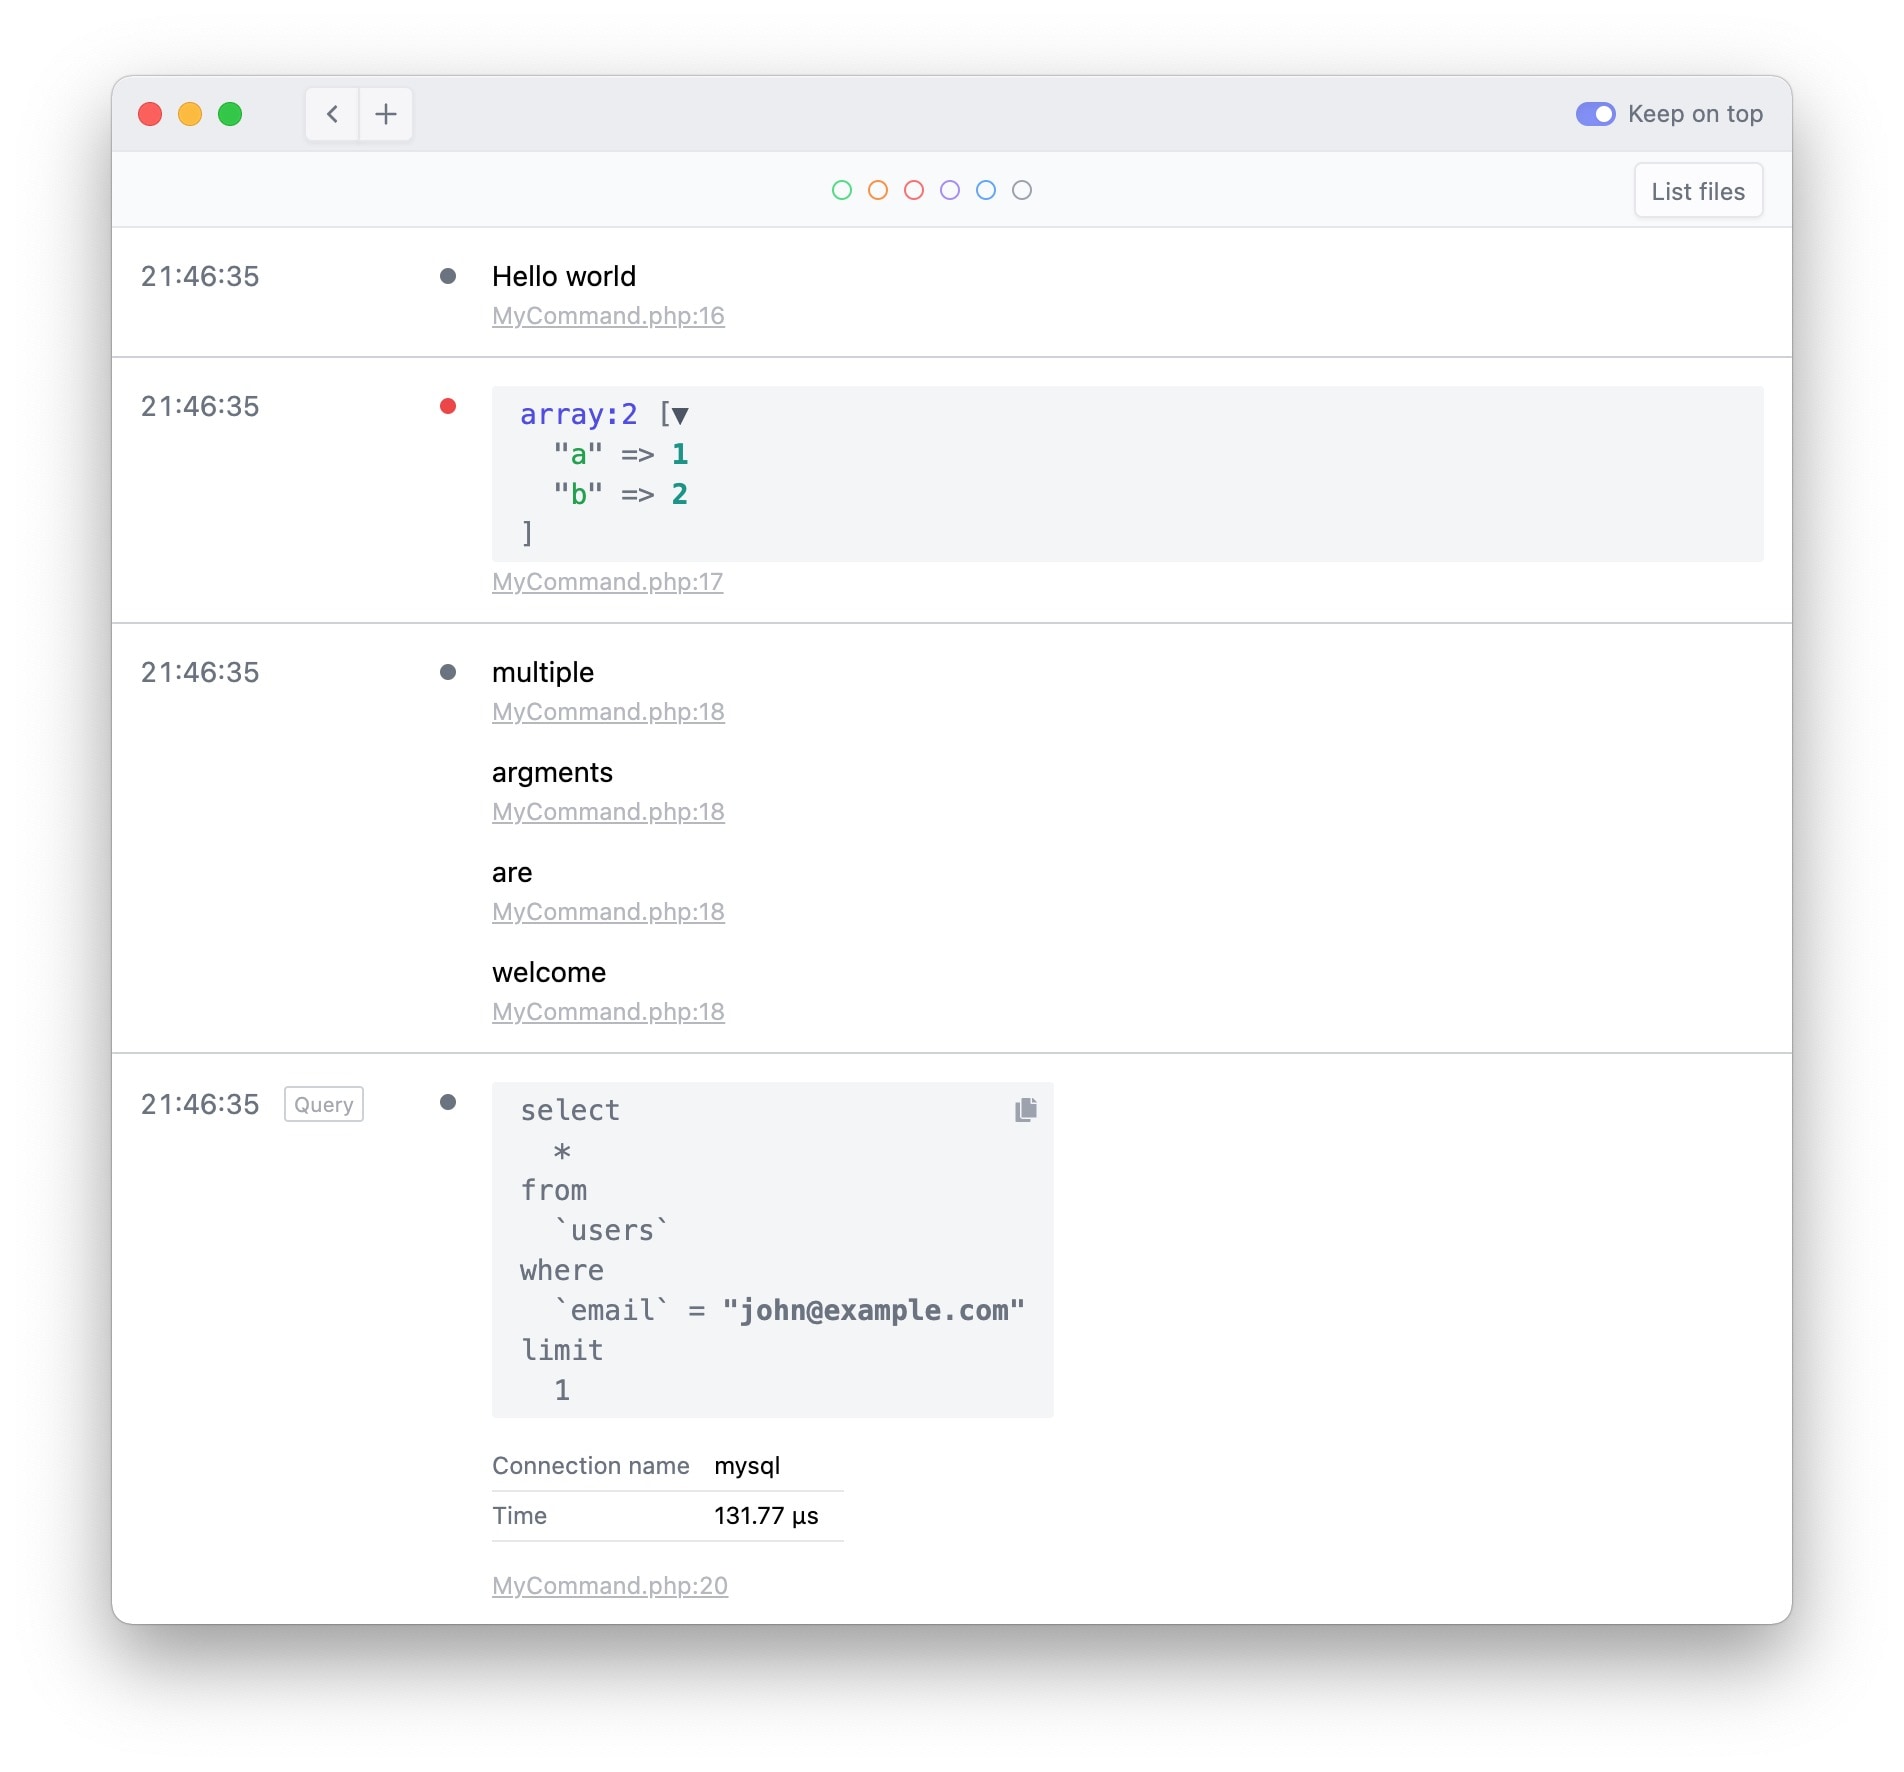 Keep on top
List files
21:46:35
Hello world
MyCommand.php:16
21:46:35
array:2 [▼
  "a" => 1
  "b" => 2
]
MyCommand.php:17
21:46:35
multiple
MyCommand.php:18
argments
MyCommand.php:18
are
MyCommand.php:18
welcome
MyCommand.php:18
21:46:35 Query
select
  *
from
  `users`
where
  `email` = "john@example.com"
limit
  1
Connection name mysql
Time 131.77 μs
MyCommand.php:20